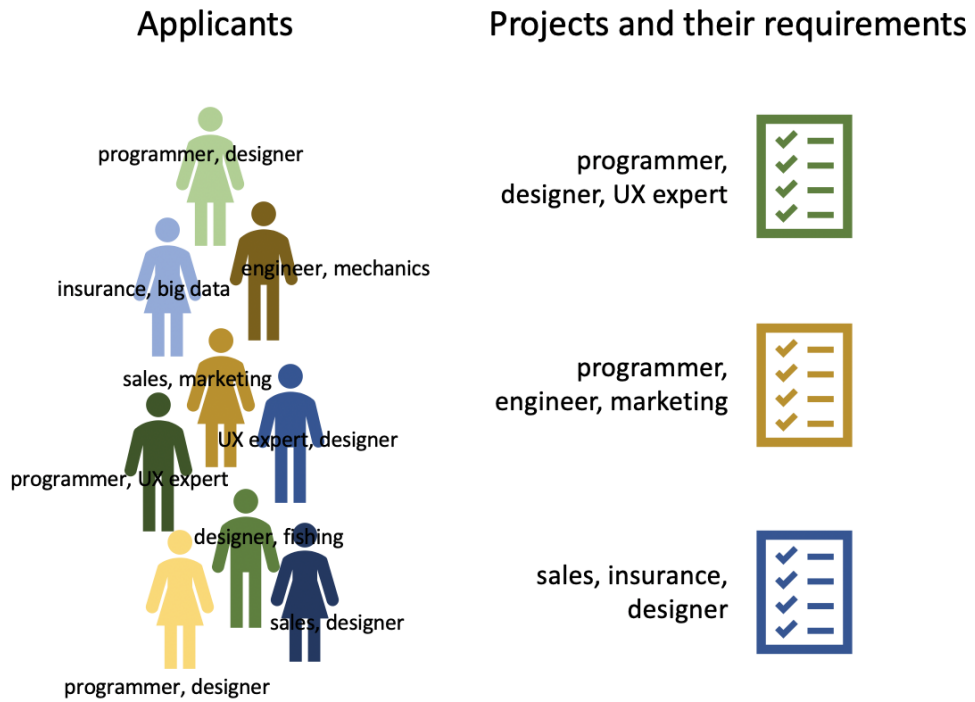 Applicants
Projects and their requirements
programmer, designer
engineer, mechanics
insurance, big data
sales, marketing
UX expert, designer
programmer, UX expert
designer, fishing
sales, designer
programmer, designer
programmer,
designer, UX expert
programmer,
engineer, marketing
sales, insurance,
designer